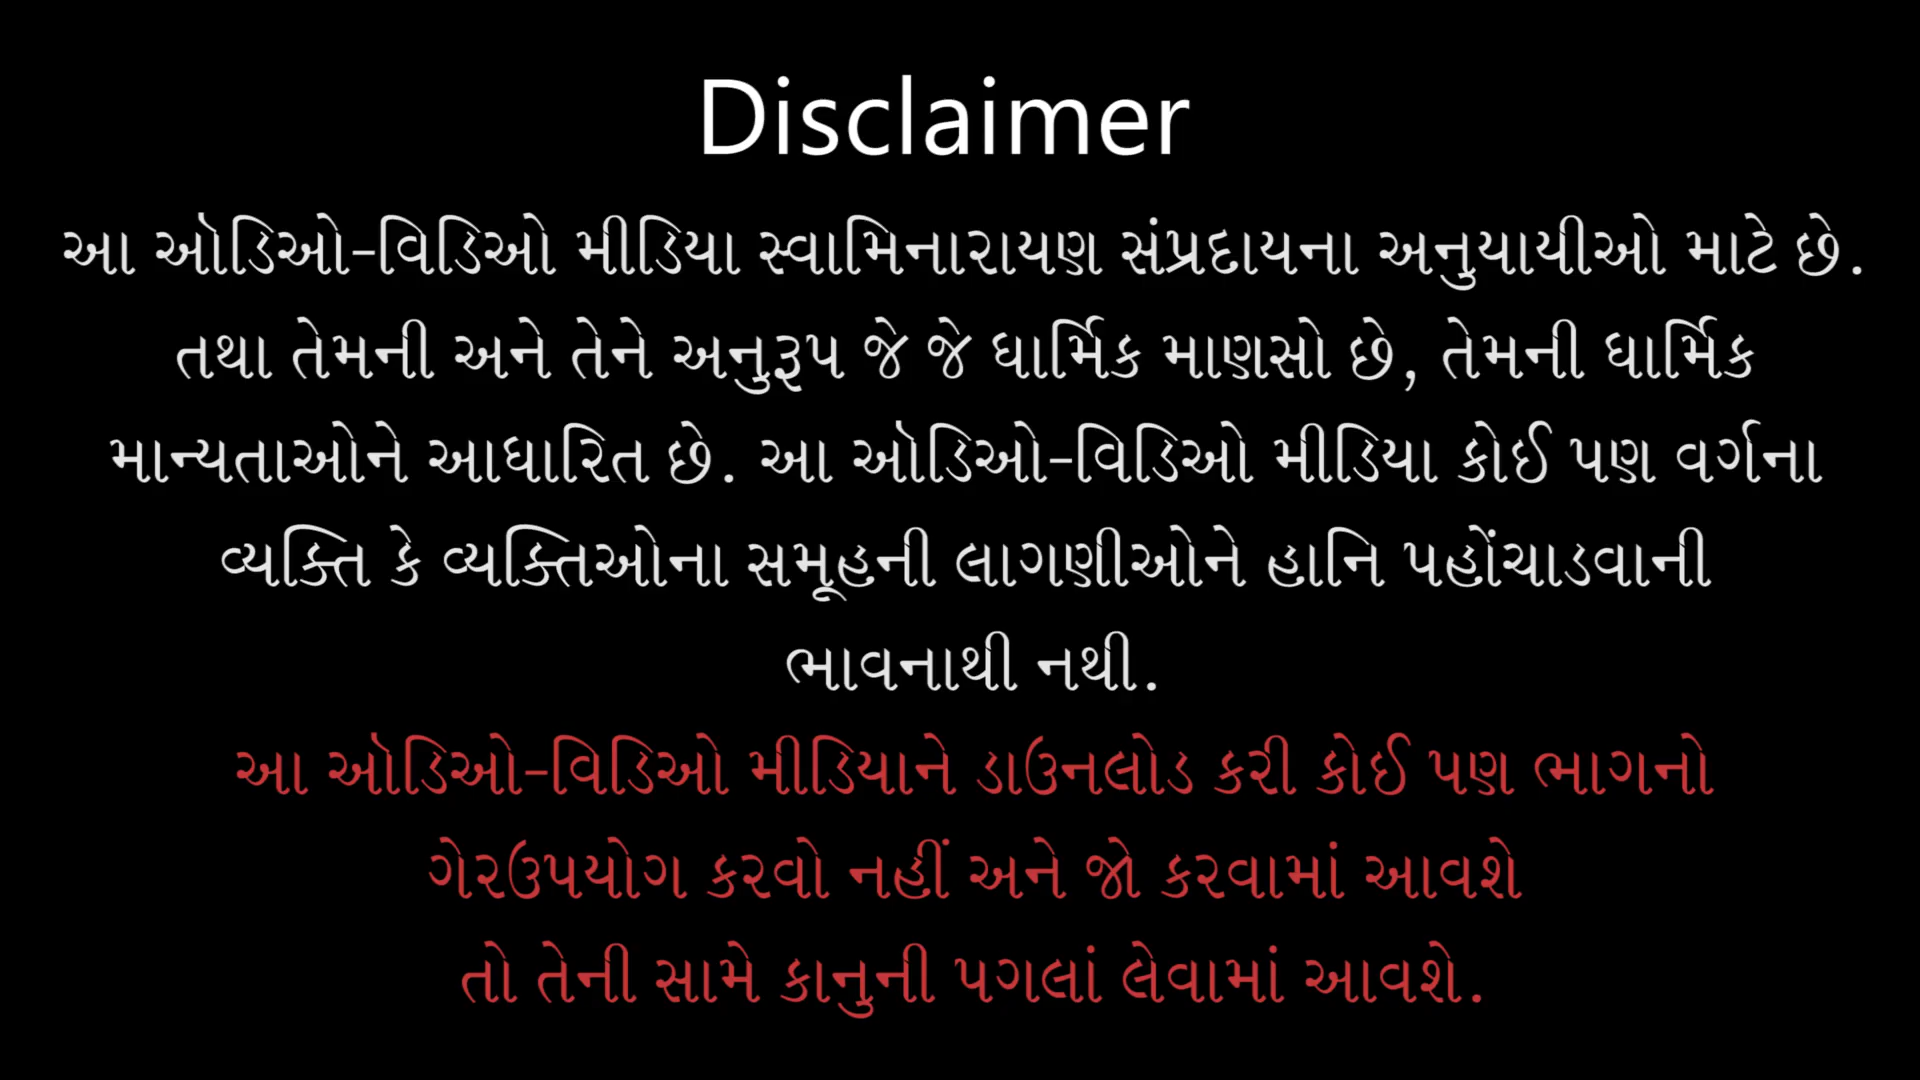 Disclaimer
આ ઑડિઓ-વિડિઓ મીડિયા સ્વામિનારાયણ સંપ્રદાયના અનુયાયીઓ માટે છે.
તથા તેમની અને તેને અનુરૂપ જે જે ધાર્મિક માણસો છે, તેમની ધાર્મિક
માન્યતાઓને આધારિત છે. આ ઑડિઓ-વિડિઓ મીડિયા કોઈ પણ વર્ગના
વ્યક્તિ કે વ્યક્તિઓના સમૂહની લાગણીઓને હાનિ પહોંચાડવાની
ભાવનાથી નથી.
આ ઑડિઓ-વિડિઓ મીડિયાને ડાઉનલોડ કરી કોઈ પણ ભાગનો
ગેરઉપયોગ કરવો નહીં અને જો કરવામાં આવશે
તો તેની સામે કાનુની પગલાં લેવામાં આવશે.